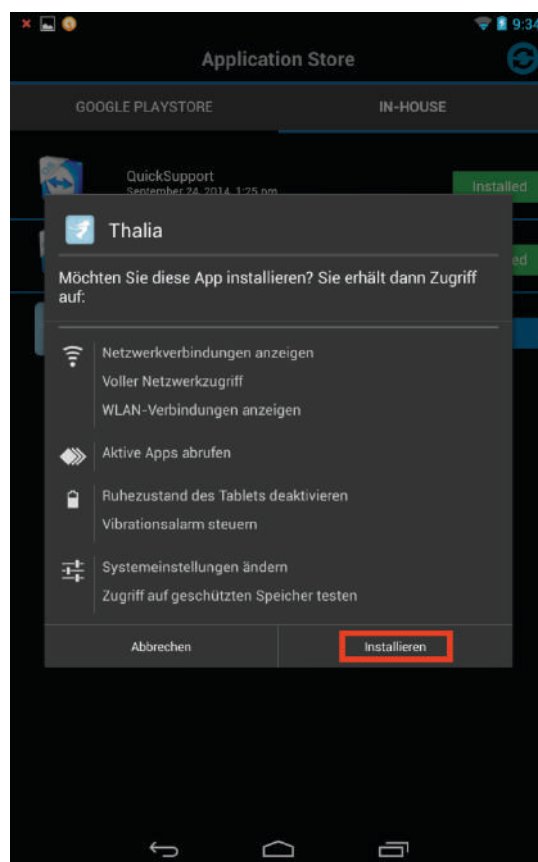 9:34
Application Store
GOOGLE PLAYSTORE
IN-HOUSE
QuickSupport
September 24, 2014, 1:25 pm
Installed
ed
Thalia
Möchten Sie diese App installieren? Sie erhält dann Zugriff
auf:
Netzwerkverbindungen anzeigen
Voller Netzwerkzugriff
WLAN-Verbindungen anzeigen
Aktive Apps abrufen
Ruhezustand des Tablets deaktivieren
Vibrationsalarm steuern
Systemeinstellungen ändern
Zugriff auf geschützten Speicher testen
Abbrechen
Installieren